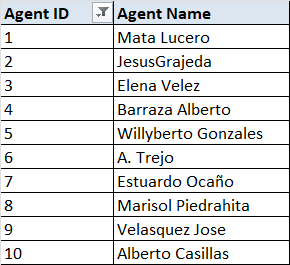 Agent ID Agent Name
1 Mata Lucero
2 JesusGrajeda
3 Elena Velez
4 Barraza Alberto
5 Willyberto Gonzales
6 A. Trejo
7 Estuardo Ocaño
8 Marisol Piedrahita
9 Velasquez Jose
10 Alberto Casillas